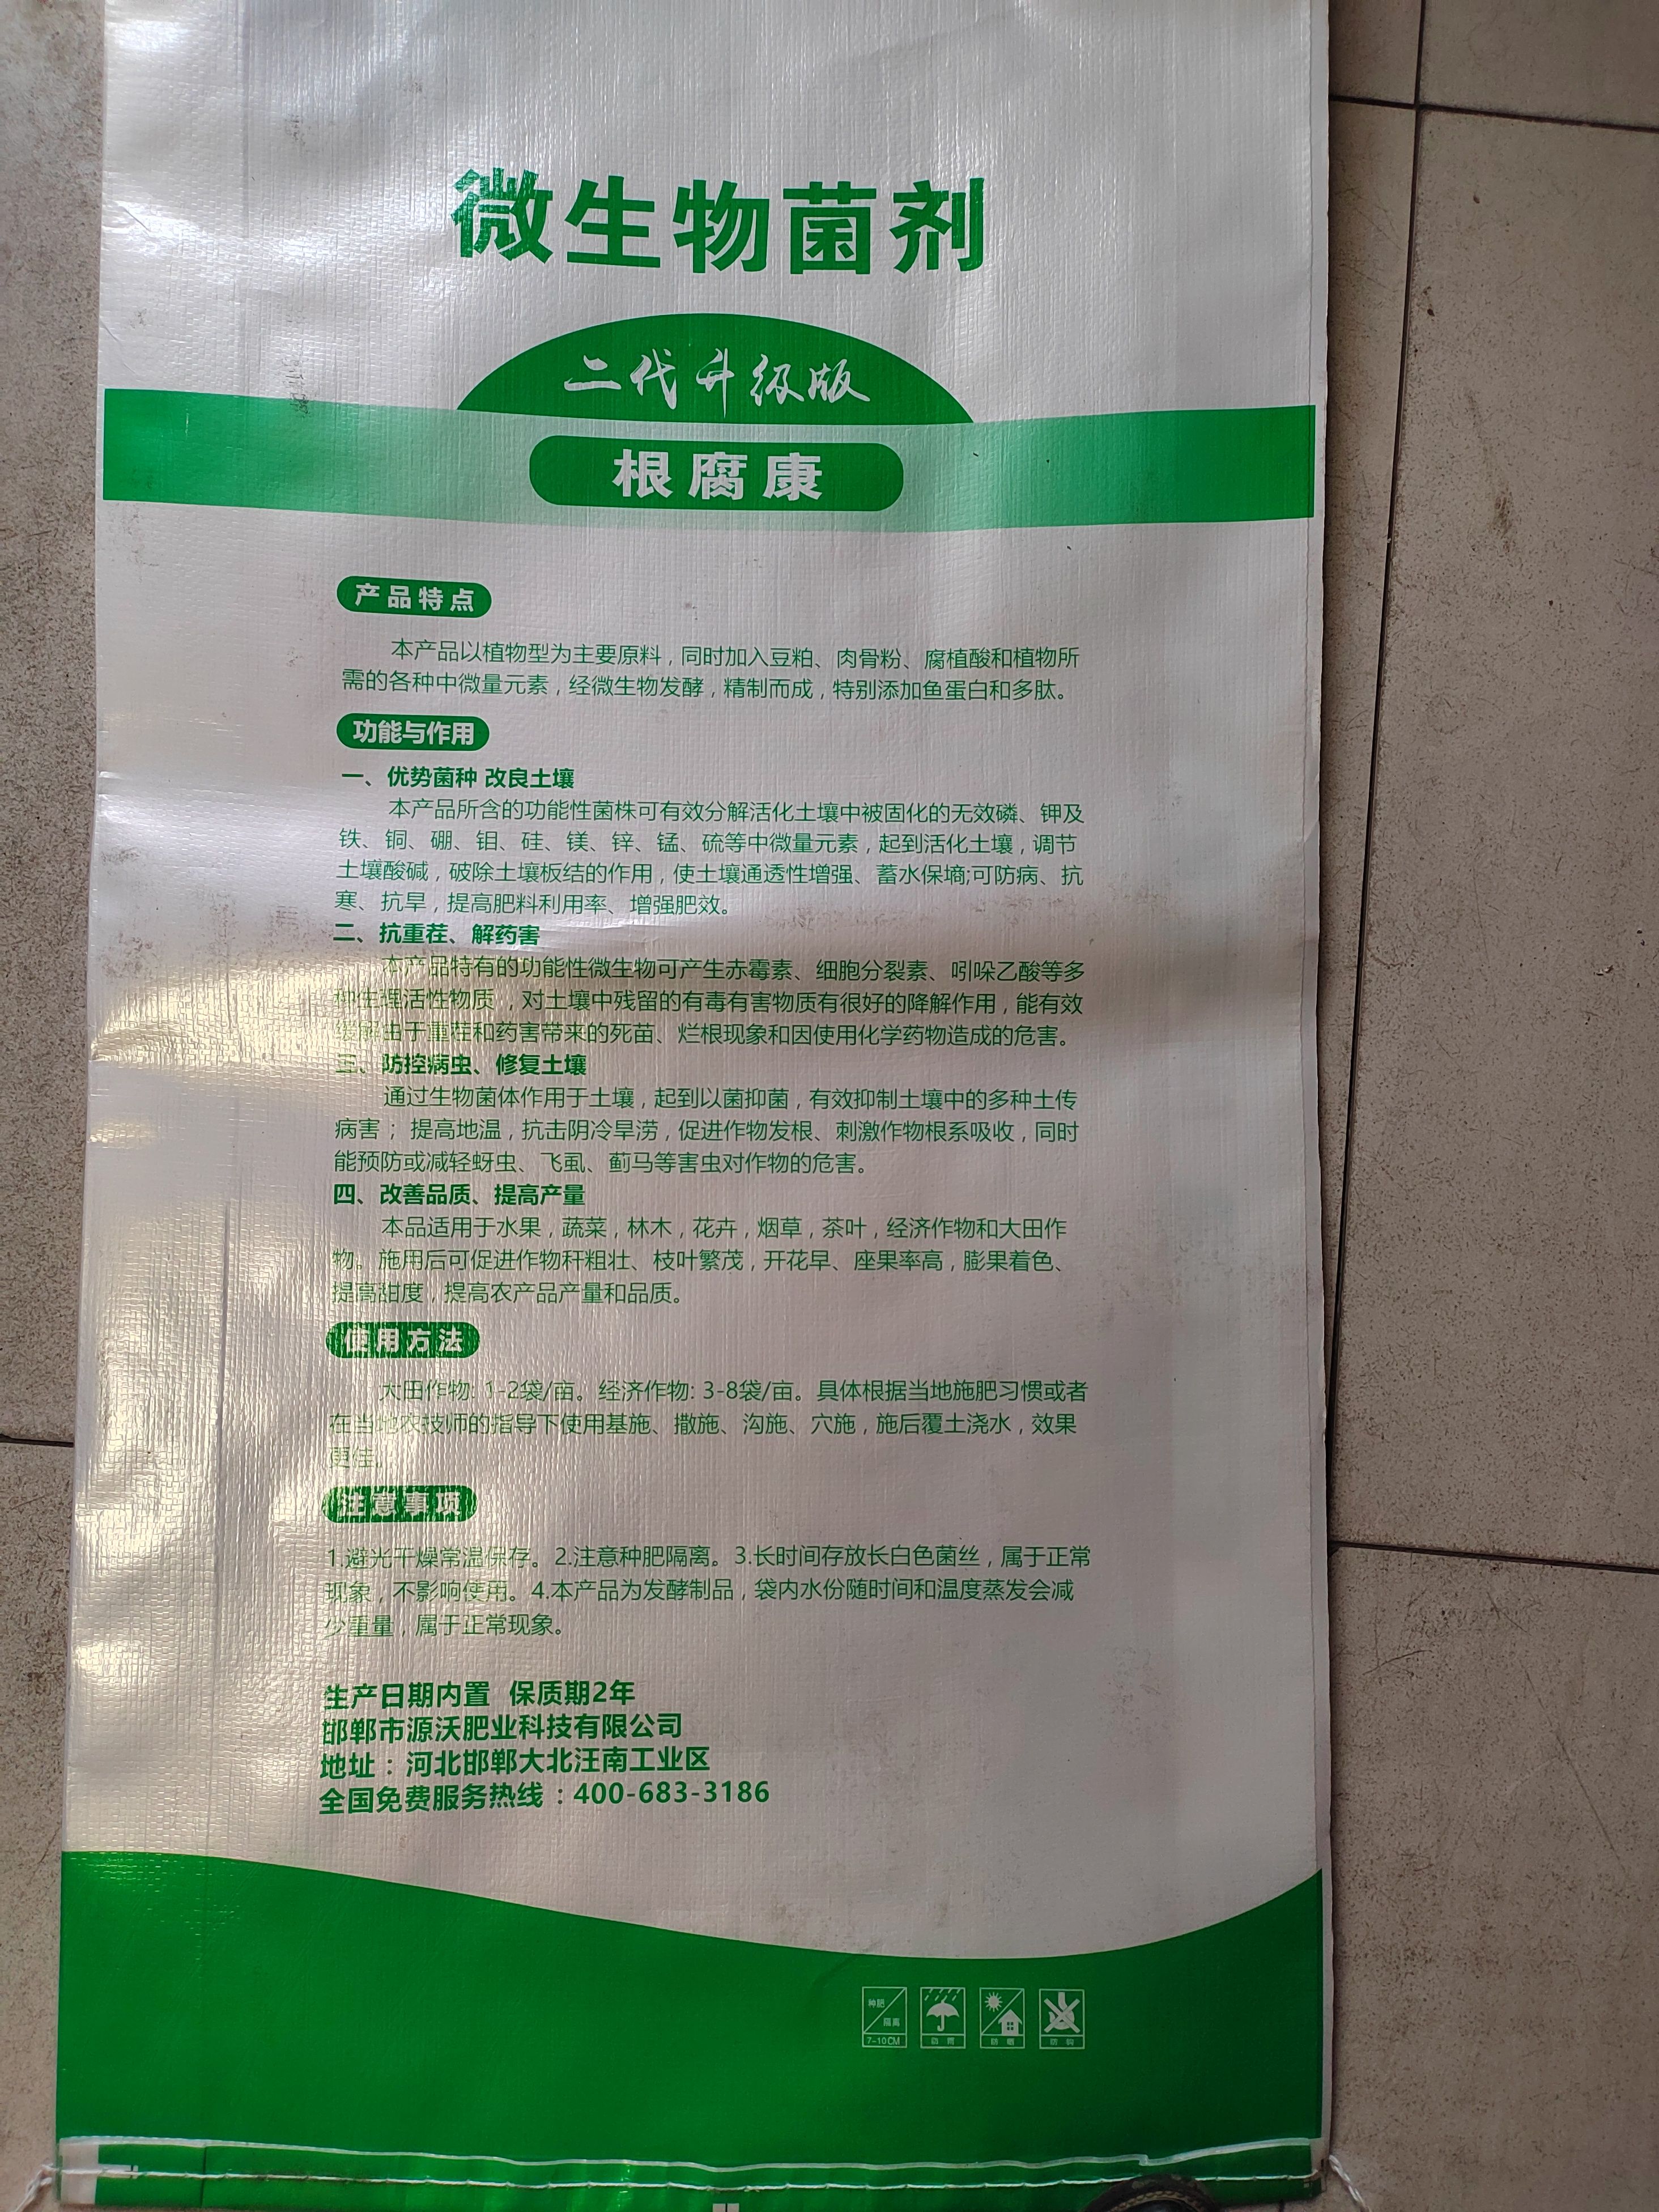 微生物菌剂
二代升级版
根腐康
产品特点
本产品以植物型为主要原料，同时加入豆粕、肉骨粉、腐植酸和植物所
需的各种中微量元素，经微生物发酵，精制而成，特别添加鱼蛋白和多肽。
功能与作用
一、优势菌种 改良土壤
本产品所含的功能性菌株可有效分解活化土壤中被固化的无效磷、钾及
铁、铜、硼、钼、硅、镁、锌、锰、硫等中微量元素，起到活化土壤，调节
土壤酸碱，破除土壤板结的作用，使土壤通透性增强、蓄水保墒;可防病、抗
寒、抗旱，提高肥料利用率、增强肥效。
二、抗重茬、解药害
本产品特有的功能性微生物可产生赤霉素、细胞分裂素、吲哚乙酸等多
种生理活性物质 ，对土壤中残留的有毒有害物质有很好的降解作用，能有效
缓解由于重茬和药害带来的死苗、烂根现象和因使用化学药物造成的危害。
三、防控病虫、修复土壤
通过生物菌体作用于土壤，起到以菌抑菌，有效抑制土壤中的多种土传
病害； 提高地温，抗击阴冷旱涝，促进作物发根、刺激作物根系吸收，同时
能预防或减轻蚜虫、飞虱、蓟马等害虫对作物的危害。
四、改善品质、提高产量
本品适用于水果，蔬菜，林木，花卉，烟草，茶叶，经济作物和大田作
物。施用后可促进作物秆粗壮、枝叶繁茂，开花早、座果率高，膨果着色、
提高甜度，提高农产品产量和品质。
使用方法
大田作物: 1-2袋/亩。经济作物: 3-8袋/亩。具体根据当地施肥习惯或者
在当地农技师的指导下使用基施、撒施、沟施、穴施，施后覆土浇水，效果
更佳。
注意事项
1.避光干燥常温保存。2.注意种肥隔离。3.长时间存放长白色菌丝，属于正常
现象，不影响使用。4.本产品为发酵制品，袋内水份随时间和温度蒸发会减
少重量，属于正常现象。
生产日期内置 保质期2年
邯郸市源沃肥业科技有限公司
地址：河北邯郸大北汪南工业区
全国免费服务热线：400-683-3186
种肥
隔离
7-10CM
防雨
防晒
防钩